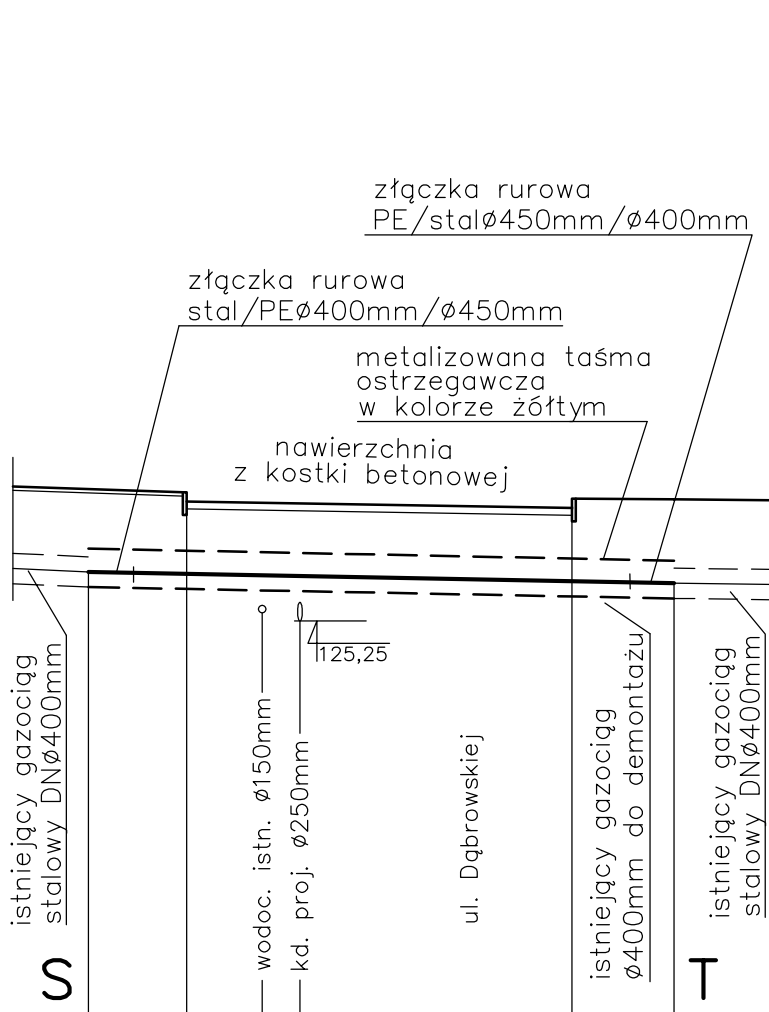 złączka rurowa
PE/stalø450mm/ø400mm
złączka rurowa
stal/PEø400mm/ø450mm
metalizowana taśma
ostrzegawcza
w kolorze żółtym
nawierzchnia
z kostki betonowej
125,25
istniejący gazociąg
stalowy DNø400mm
wodoc. istn. ø150mm
kd. proj. ø250mm
ul. Dąbrowskiej
istniejący gazociąg
ø400mm do demontażu
istniejący gazociąg
stalowy DNø400mm
S
T